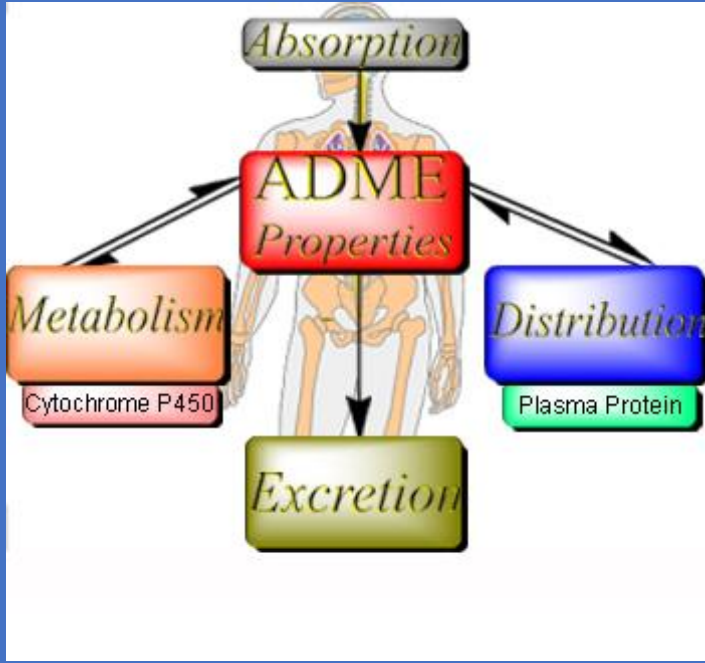 Absorption
ADME
Properties
Metabolism
Cytochrome P450
Distribution
Plasma Protein
Excretion